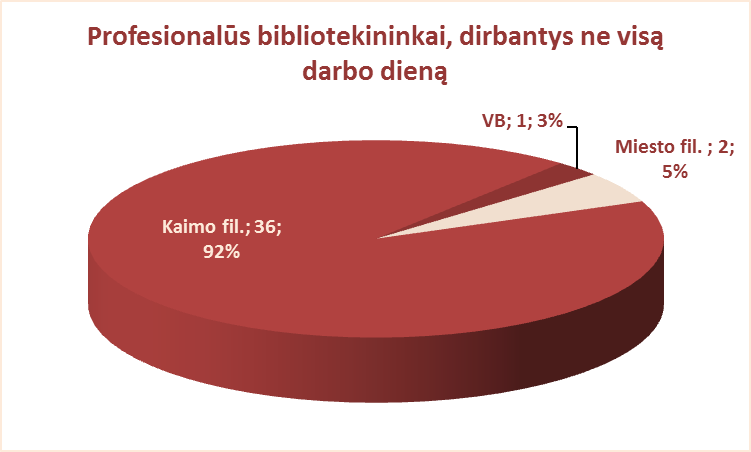 Profesionalūs bibliotekininkai, dirbantys ne visą
darbo dieną
VB; 1; 3%
Miesto fil. ; 2;
5%
Kaimo fil.; 36;
92%